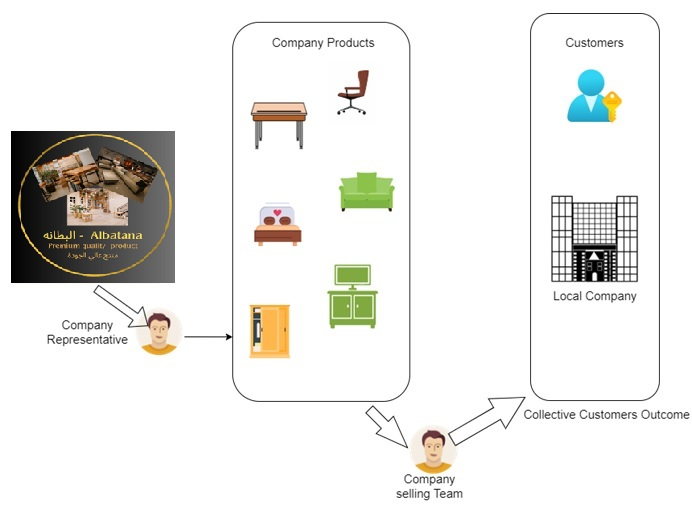 Company Products
Customers
البطانه - Albatana
Premium quality product
منتج عالي الجودة
Local Company
Company
Representative
Collective Customers Outcome
Company
selling Team